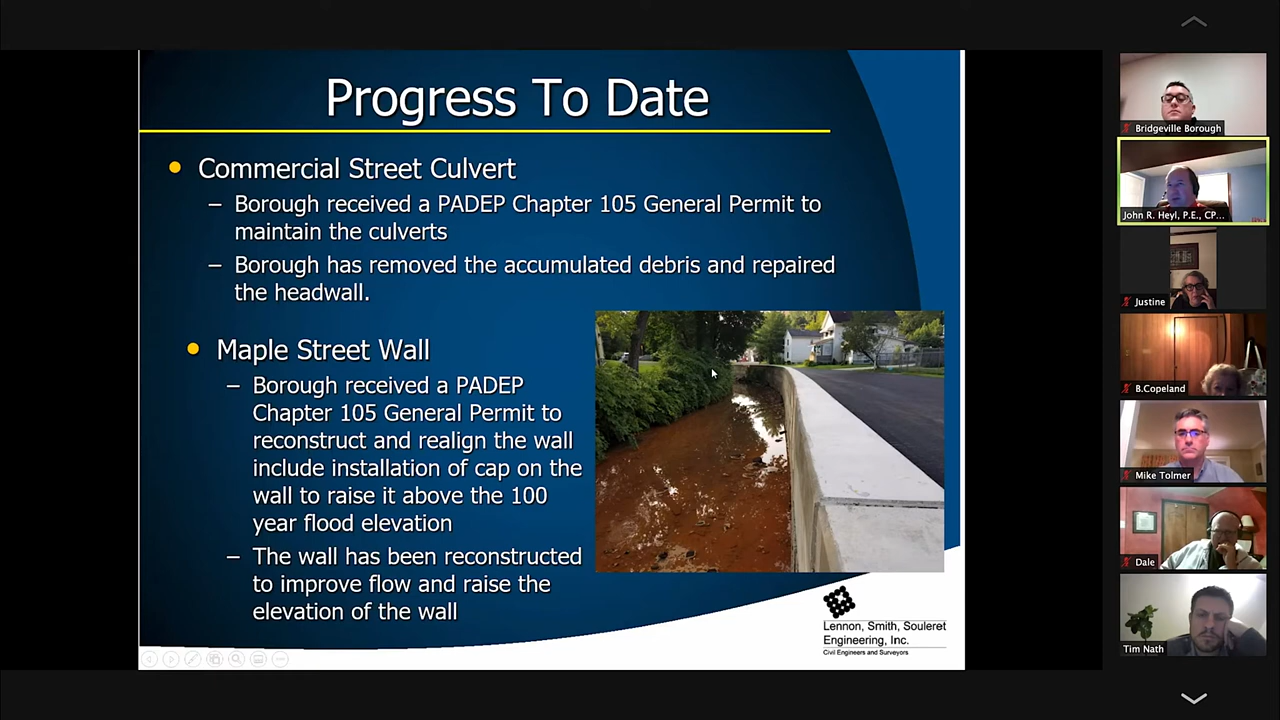 Progress To Date
Commercial Street Culvert
– Borough received a PADEP Chapter 105 General Permit to
maintain the culverts
– Borough has removed the accumulated debris and repaired
the headwall.
Maple Street Wall
– Borough received a PADEP
Chapter 105 General Permit to
reconstruct and realign the wall
include installation of cap on the
wall to raise it above the 100
year flood elevation
– The wall has been reconstructed
to improve flow and raise the
elevation of the wall
Lennon, Smith, Souleret
Engineering, Inc.
Civil Engineers and Surveyors
Bridgeville Borough
John R. Heyl, P.E., CP...
Justine
B.Copeland
Mike Tolmer
Dale
Tim Nath